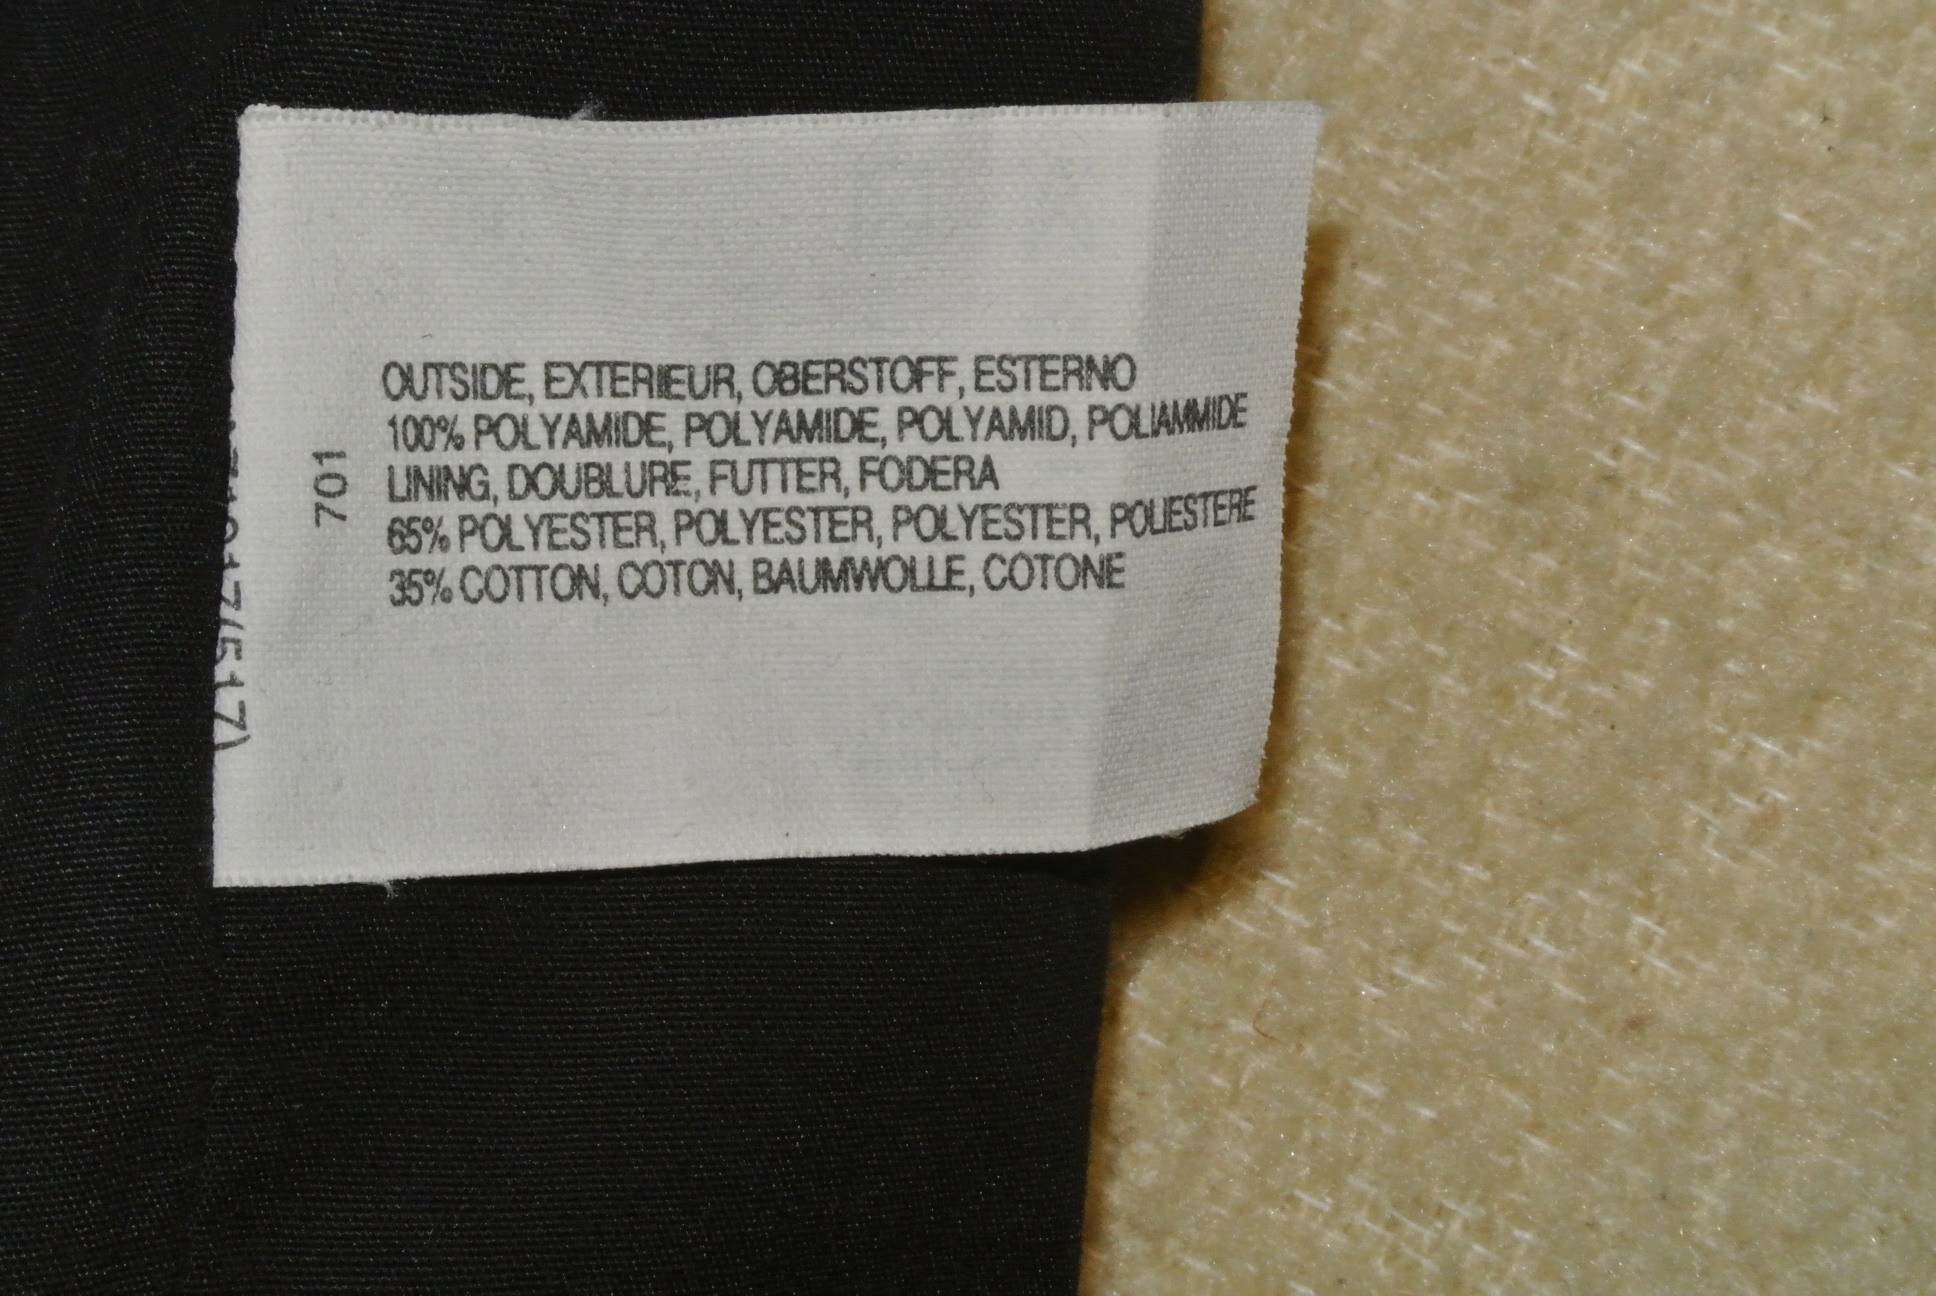 OUTSIDE, EXTERIEUR, OBERSTOFF, ESTERNO
100% POLYAMIDE, POLYAMIDE, POLYAMID, POLIAMMIDE
LINING, DOUBLURE, FUTTER, FODERA
65% POLYESTER, POLYESTER, POLYESTER, POLIESTERE
35% COTTON, COTON, BAUMWOLLE, COTONE
701